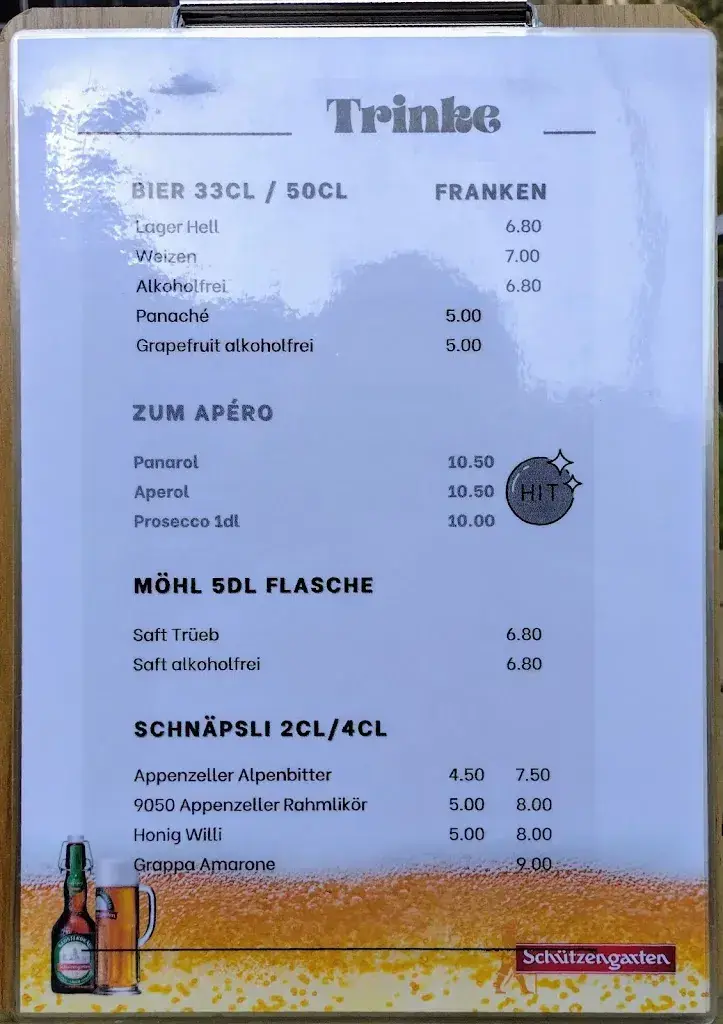 Trinke
BIER 33CL / 50CL FRANKEN
Lager Hell 6.80
Weizen 7.00
Alkoholfrei 6.80
Panaché 5.00
Grapefruit alkoholfrei 5.00
ZUM APÉRO
Panarol 10.50
Aperol 10.50
Prosecco 1dl 10.00
HIT
MÖHL 5DL FLASCHE
Saft Trüeb 6.80
Saft alkoholfrei 6.80
SCHNÄPSLI 2CL/4CL
Appenzeller Alpenbitter 4.50 7.50
9050 Appenzeller Rahmlikör 5.00 8.00
Honig Willi 5.00 8.00
Grappa Amarone 9.00
Schützengarten